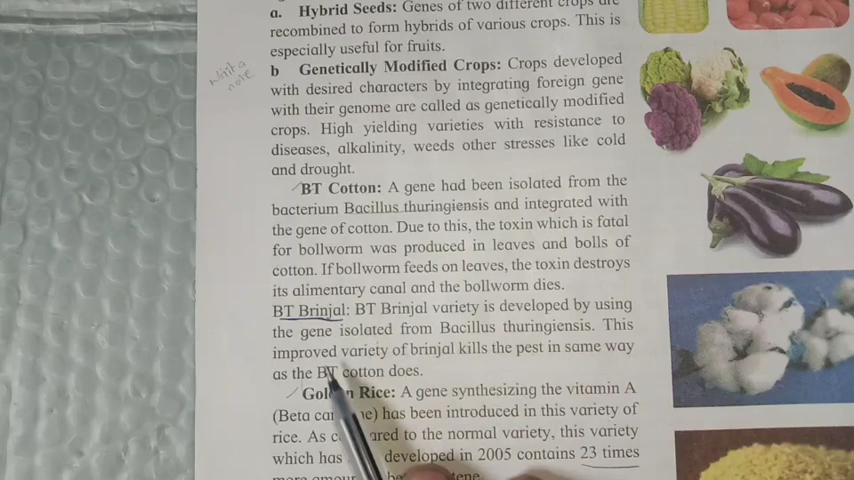 a. Hybrid Seeds: Genes of two different crops are
recombined to form hybrids of various crops. This is
especially useful for fruits.
b Genetically Modified Crops: Crops developed
with desired characters by integrating foreign gene
with their genome are called as genetically modified
crops. High yielding varieties with resistance to
diseases, alkalinity, weeds other stresses like cold
and drought.
BT Cotton: A gene had been isolated from the
bacterium Bacillus thuringiensis and integrated with
the gene of cotton. Due to this, the toxin which is fatal
for bollworm was produced in leaves and bolls of
cotton. If bollworm feeds on leaves, the toxin destroys
its alimentary canal and the bollworm dies.
BT Brinjal: BT Brinjal variety is developed by using
the gene isolated from Bacillus thuringiensis. This
improved variety of brinjal kills the pest in same way
as the BT cotton does.
Rice: A gene synthesizing the vitamin A
(Beta has been introduced in this variety of
rice. As to the normal variety, this variety
which has developed in 2005 contains 23 times
note